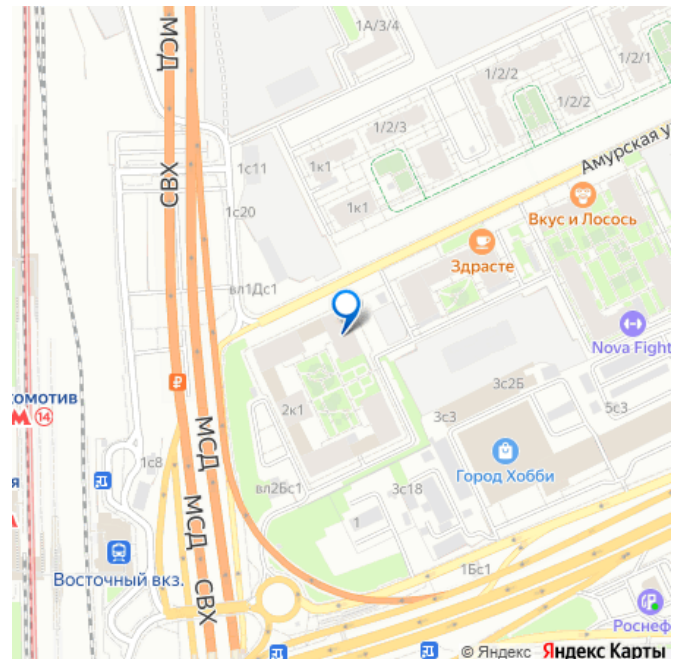 МСД
1А/3/4
1/2/1
1/2/2
1/2/2
1/2/3
Амурская у
1к1
1с11
СВХ
1к1
1с20
Вкус и Лосось
Здрасте
вл1Дс1
Nova Fight
₽
3с2Б
комотив
14
2к1
3с3
5с3
МСД
Город Хобби
1с8
вл2Бс1
3с18
я
МСД
1
Восточный вкз.
1Бс1
СВХ
Роснеф
© Яндекс Яндекс Карты